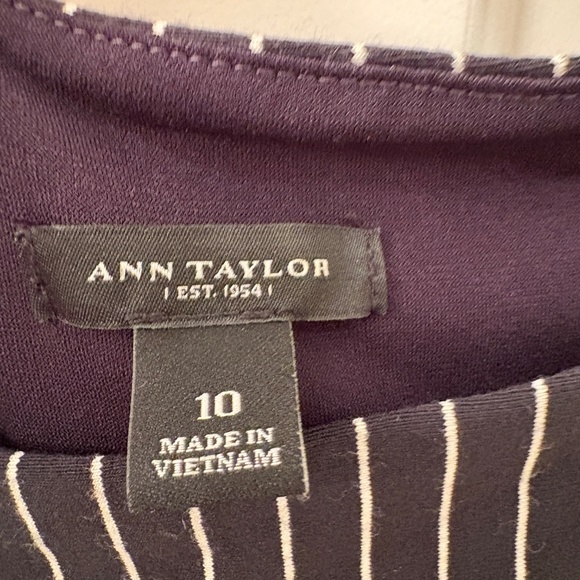 ANN TAYLOR
EST. 1954
10
MADE IN
VIETNAM